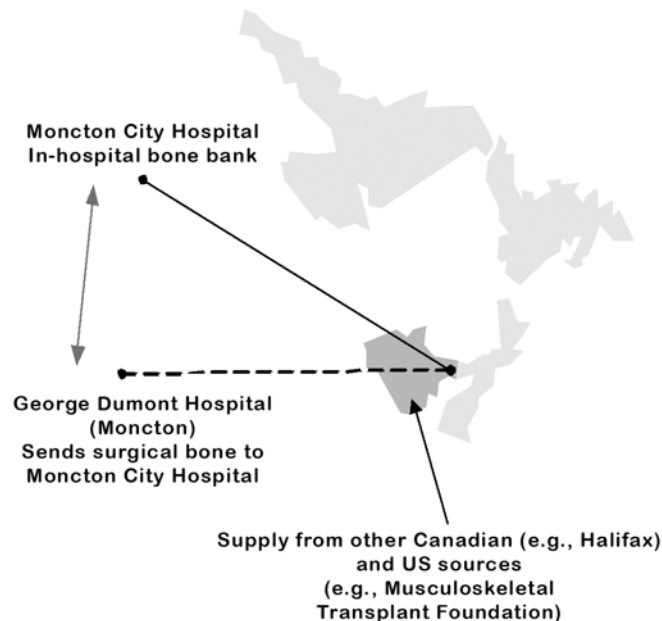 Moncton City Hospital
In-hospital bone bank
George Dumont Hospital
(Moncton)
Sends surgical bone to
Moncton City Hospital
Supply from other Canadian (e.g., Halifax)
and US sources
(e.g., Musculoskeletal
Transplant Foundation)